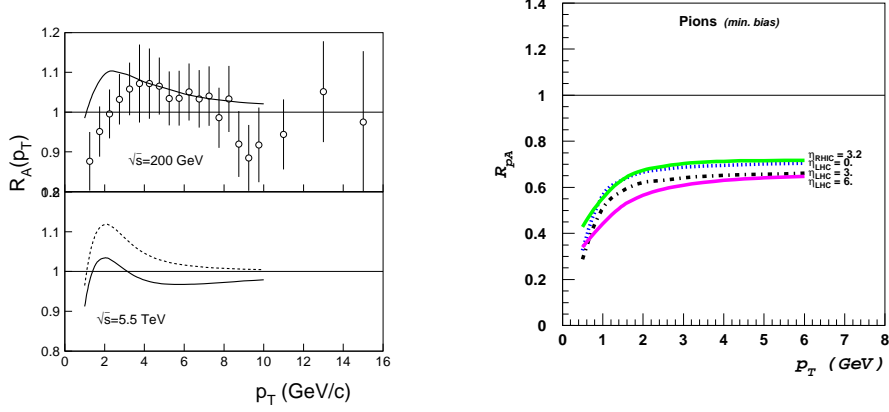 R_A(p_T)
1.2
1.1
1
0.9
√s=200 GeV
1.2
1.1
1
0.9
√s=5.5 TeV
0.8
0 2 4 6 8 10 12 14 16
p_T (GeV/c)
R_pA
1.4
1.2
1
0.8
0.6
0.4
0.2
0
Pions (min. bias)
η_RHIC = 3.2
η_LHC = 0.
η_LHC = 3.
η_LHC = 6.
0 1 2 3 4 5 6 7 8
p_T (GeV)